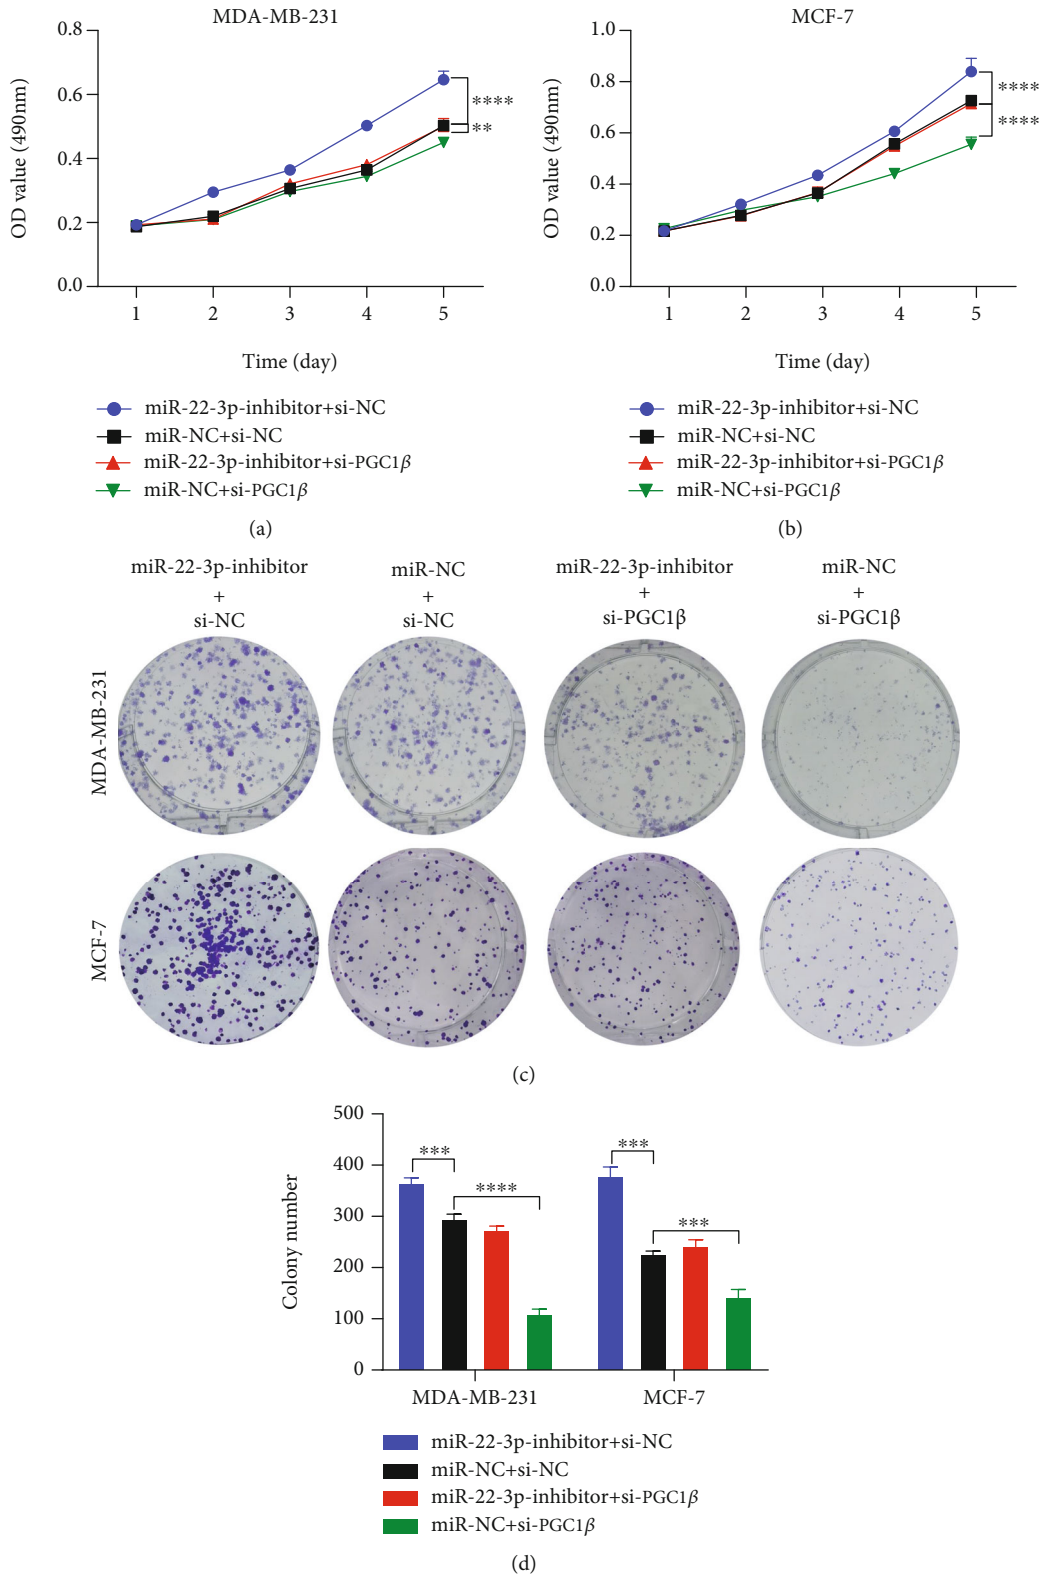 MDA-MB-231
0.8
0.6
0.4
0.2
0.0
OD value (490nm)
****
**
1 2 3 4 5
Time (day)
miR-22-3p-inhibitor+si-NC
miR-NC+si-NC
miR-22-3p-inhibitor+si-PGC1β
miR-NC+si-PGC1β
(a)
MCF-7
1.0
0.8
0.6
0.4
0.2
0.0
OD value (490nm)
****
****
1 2 3 4 5
Time (day)
miR-22-3p-inhibitor+si-NC
miR-NC+si-NC
miR-22-3p-inhibitor+si-PGC1β
miR-NC+si-PGC1β
(b)
miR-22-3p-inhibitor
+
si-NC
miR-NC
+
si-NC
miR-22-3p-inhibitor
+
si-PGC1β
miR-NC
+
si-PGC1β
MDA-MB-231
MCF-7
(c)
500
400
300
200
100
0
Colony number
***
****
***
***
MDA-MB-231
MCF-7
miR-22-3p-inhibitor+si-NC
miR-NC+si-NC
miR-22-3p-inhibitor+si-PGC1β
miR-NC+si-PGC1β
(d)